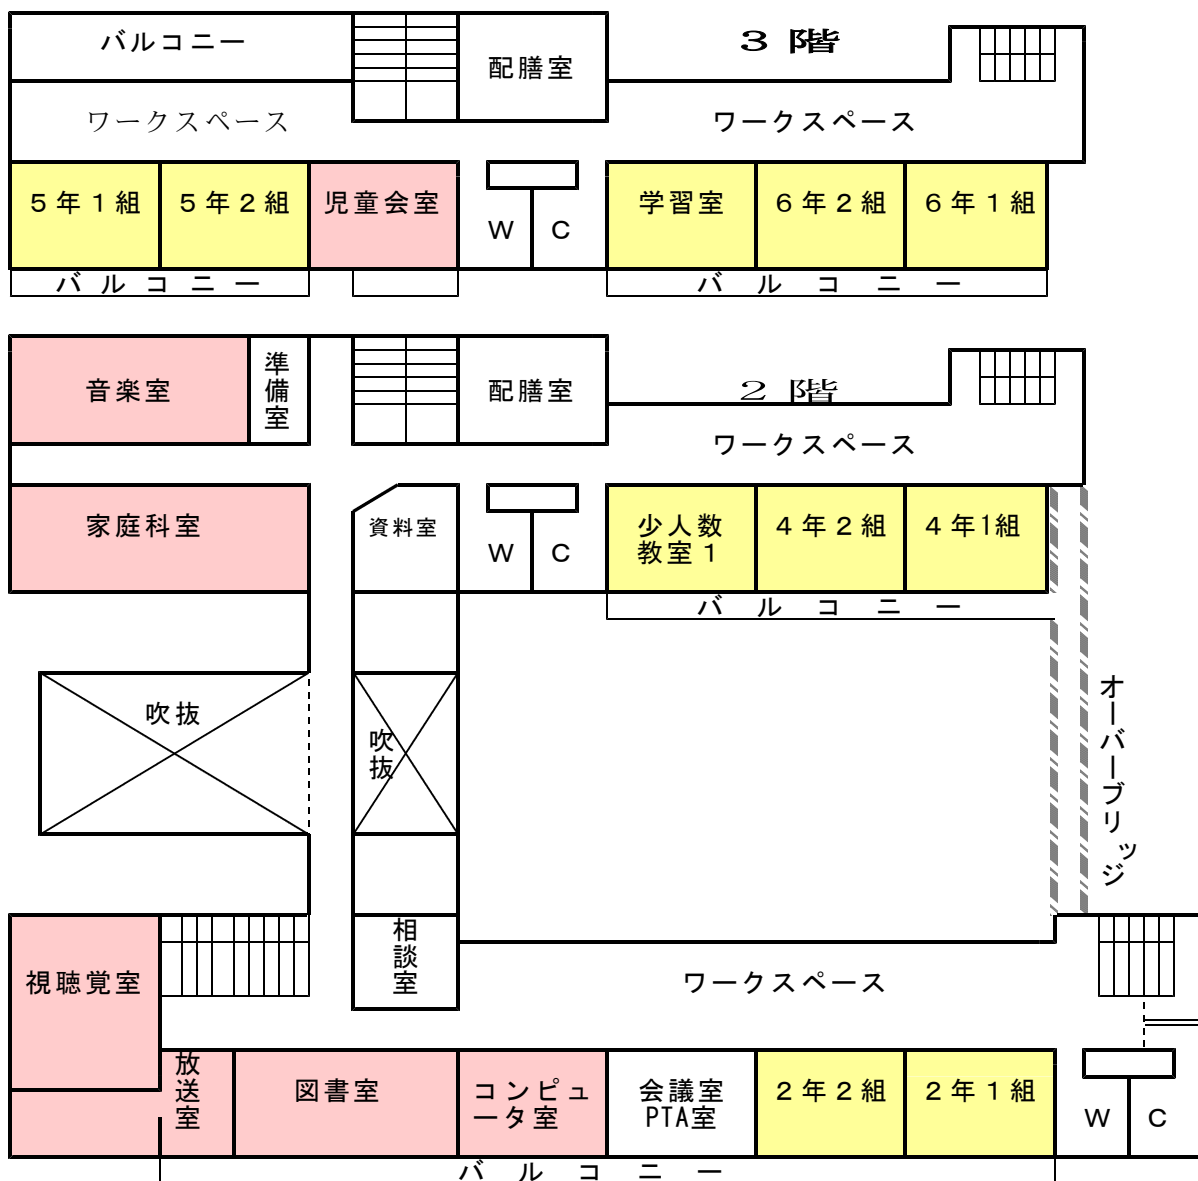 バルコニー
３階
配膳室
ワークスペース
ワークスペース
５年１組
５年２組
児童会室
Ｗ Ｃ
学習室
６年２組
６年１組
バルコニー
バルコニー
音楽室
準備室
配膳室
２階
ワークスペース
家庭科室
資料室
Ｗ Ｃ
少人数
教室１
４年２組
４年1組
バルコニー
吹抜
吹抜
オーバーブリッジ
視聴覚室
相談室
ワークスペース
放送室
図書室
コンピュ
ータ室
会議室
PTA室
２年２組
２年１組
Ｗ Ｃ
バルコニー